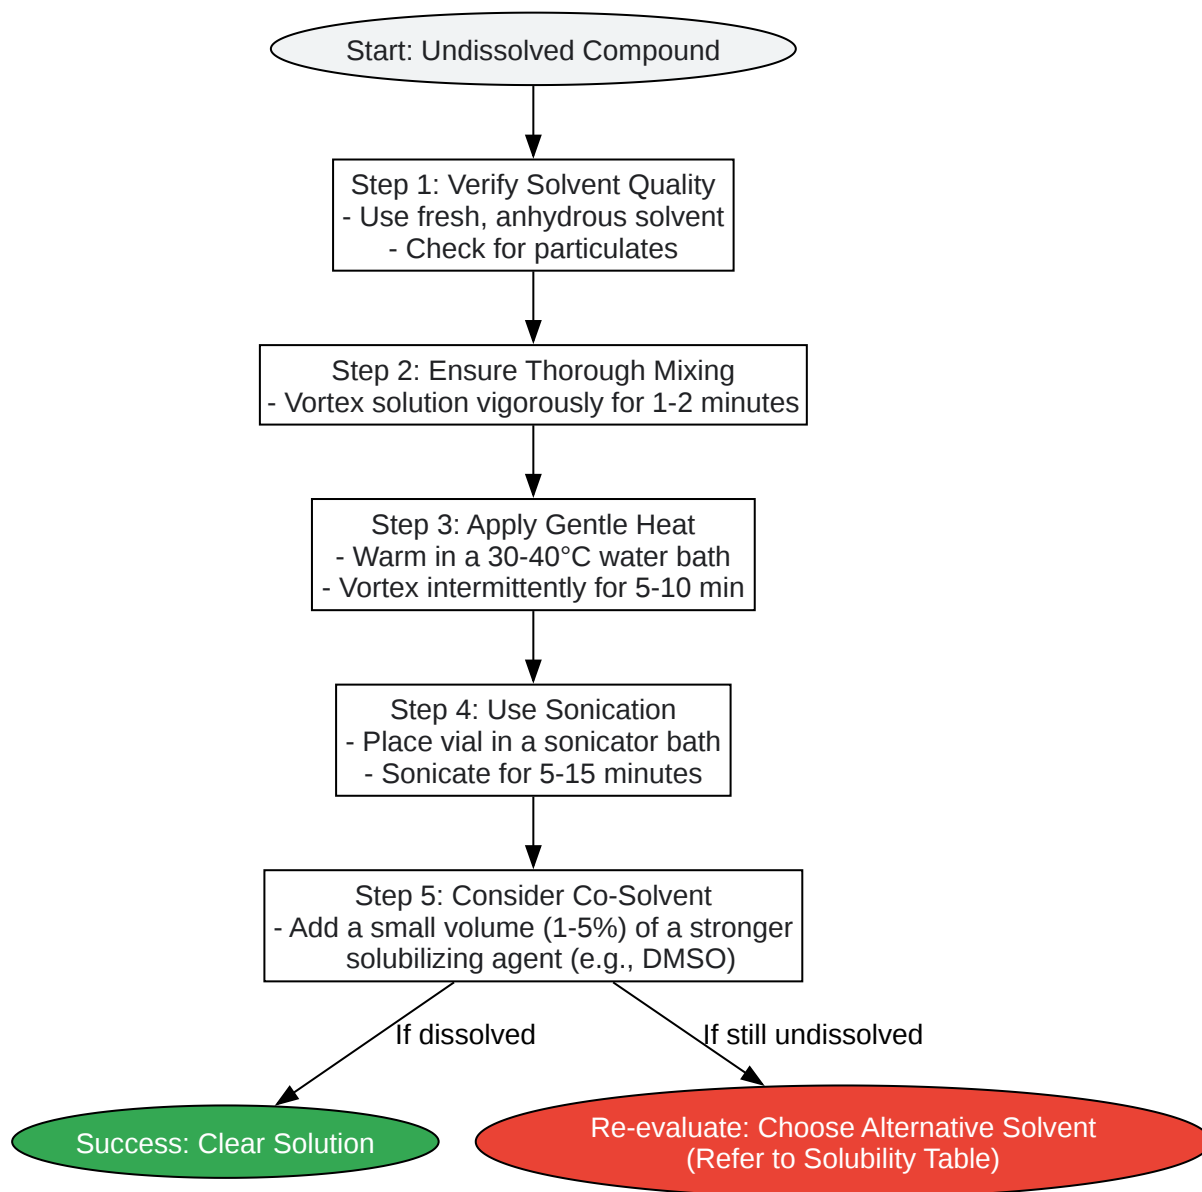 Start: Undissolved Compound
Step 1: Verify Solvent Quality
- Use fresh, anhydrous solvent
- Check for particulates
Step 2: Ensure Thorough Mixing
- Vortex solution vigorously for 1-2 minutes
Step 3: Apply Gentle Heat
- Warm in a 30-40°C water bath
- Vortex intermittently for 5-10 min
Step 4: Use Sonication
- Place vial in a sonicator bath
- Sonicate for 5-15 minutes
Step 5: Consider Co-Solvent
- Add a small volume (1-5%) of a stronger
solubilizing agent (e.g., DMSO)
If dissolved
If still undissolved
Success: Clear Solution
Re-evaluate: Choose Alternative Solvent
(Refer to Solubility Table)